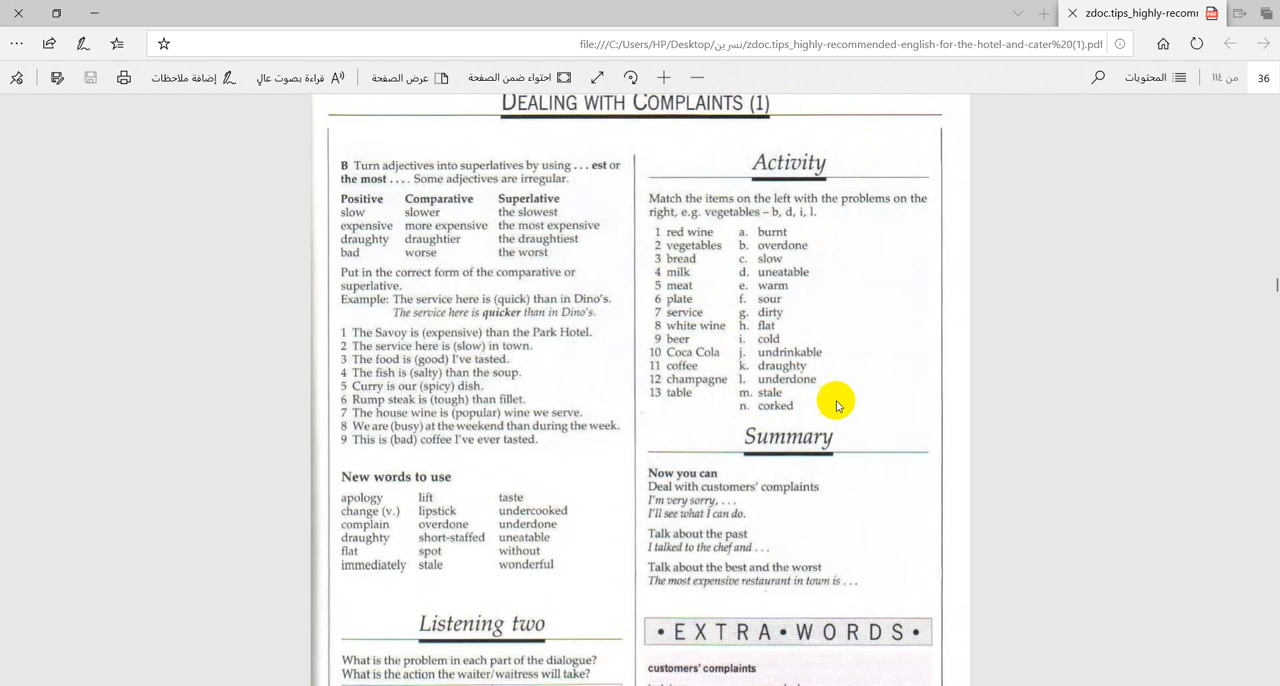 zdoc.tips_highly-recomm
file:///C:/Users/HP/Desktop/نسرين/zdoc.tips_highly-recommended-english-for-the-hotel-and-cater%20(1).pdf
إضافة ملاحظات
قراءة بصوت عالٍ
عرض الصفحة
احتواء ضمن الصفحة
المحتويات
من ١١٤
36
DEALING WITH COMPLAINTS (1)
B Turn adjectives into superlatives by using . . . est or
the most . . . . Some adjectives are irregular.
Positive Comparative Superlative
slow slower the slowest
expensive more expensive the most expensive
draughty draughtier the draughtiest
bad worse the worst
Put in the correct form of the comparative or
superlative.
Example: The service here is (quick) than in Dino's.
The service here is quicker than in Dino's.
1 The Savoy is (expensive) than the Park Hotel.
2 The service here is (slow) in town.
3 The food is (good) I've tasted.
4 The fish is (salty) than the soup.
5 Curry is our (spicy) dish.
6 Rump steak is (tough) than fillet.
7 The house wine is (popular) wine we serve.
8 We are (busy) at the weekend than during the week.
9 This is (bad) coffee I've ever tasted.
New words to use
apology lift taste
change (v.) lipstick undercooked
complain overdone underdone
draughty short-staffed uneatable
flat spot without
immediately stale wonderful
Listening two
What is the problem in each part of the dialogue?
What is the action the waiter/waitress will take?
Activity
Match the items on the left with the problems on the
right, e.g. vegetables – b, d, i, l.
1 red wine a. burnt
2 vegetables b. overdone
3 bread c. slow
4 milk d. uneatable
5 meat e. warm
6 plate f. sour
7 service g. dirty
8 white wine h. flat
9 beer i. cold
10 Coca Cola j. undrinkable
11 coffee k. draughty
12 champagne l. underdone
13 table m. stale
n. corked
Summary
Now you can
Deal with customers' complaints
I'm very sorry, . . .
I'll see what I can do.
Talk about the past
I talked to the chef and . . .
Talk about the best and the worst
The most expensive restaurant in town is . . .
• EXTRA • WORDS •
customers' complaints